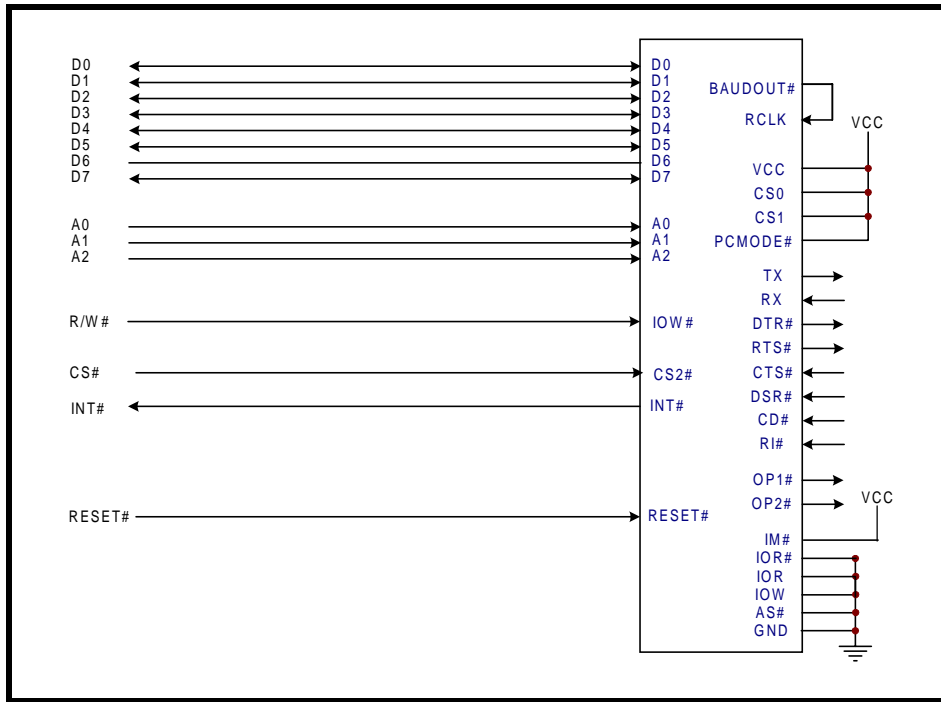 D0
D1
D2
D3
D4
D5
D6
D7
A0
A1
A2
R/W#
CS#
INT#
RESET#
D0
D1
D2
D3
D4
D5
D6
D7
A0
A1
A2
IOW#
CS2#
INT#
RESET#
BAUDOUT#
RCLK
VCC
VCC
CS0
CS1
PCMODE#
TX
RX
DTR#
RTS#
CTS#
DSR#
CD#
RI#
OP1#
OP2#
VCC
IM#
IOR#
IOR
IOW
AS#
GND